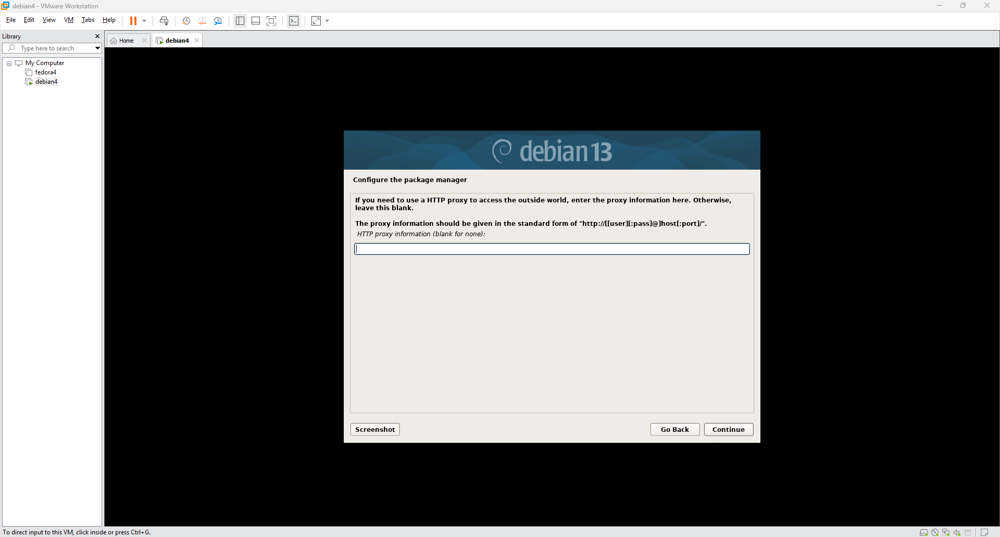 debian4 - VMware Workstation
File Edit View VM Tabs Help
Library
Type here to search
My Computer
fedora4
debian4
Home
debian4
debian 13
Configure the package manager
If you need to use a HTTP proxy to access the outside world, enter the proxy information here. Otherwise,
leave this blank.
The proxy information should be given in the standard form of "http://[[user][:pass]@]host[:port]/".
HTTP proxy information (blank for none):
Screenshot
Go Back
Continue
To direct input to this VM, click inside or press Ctrl+G.